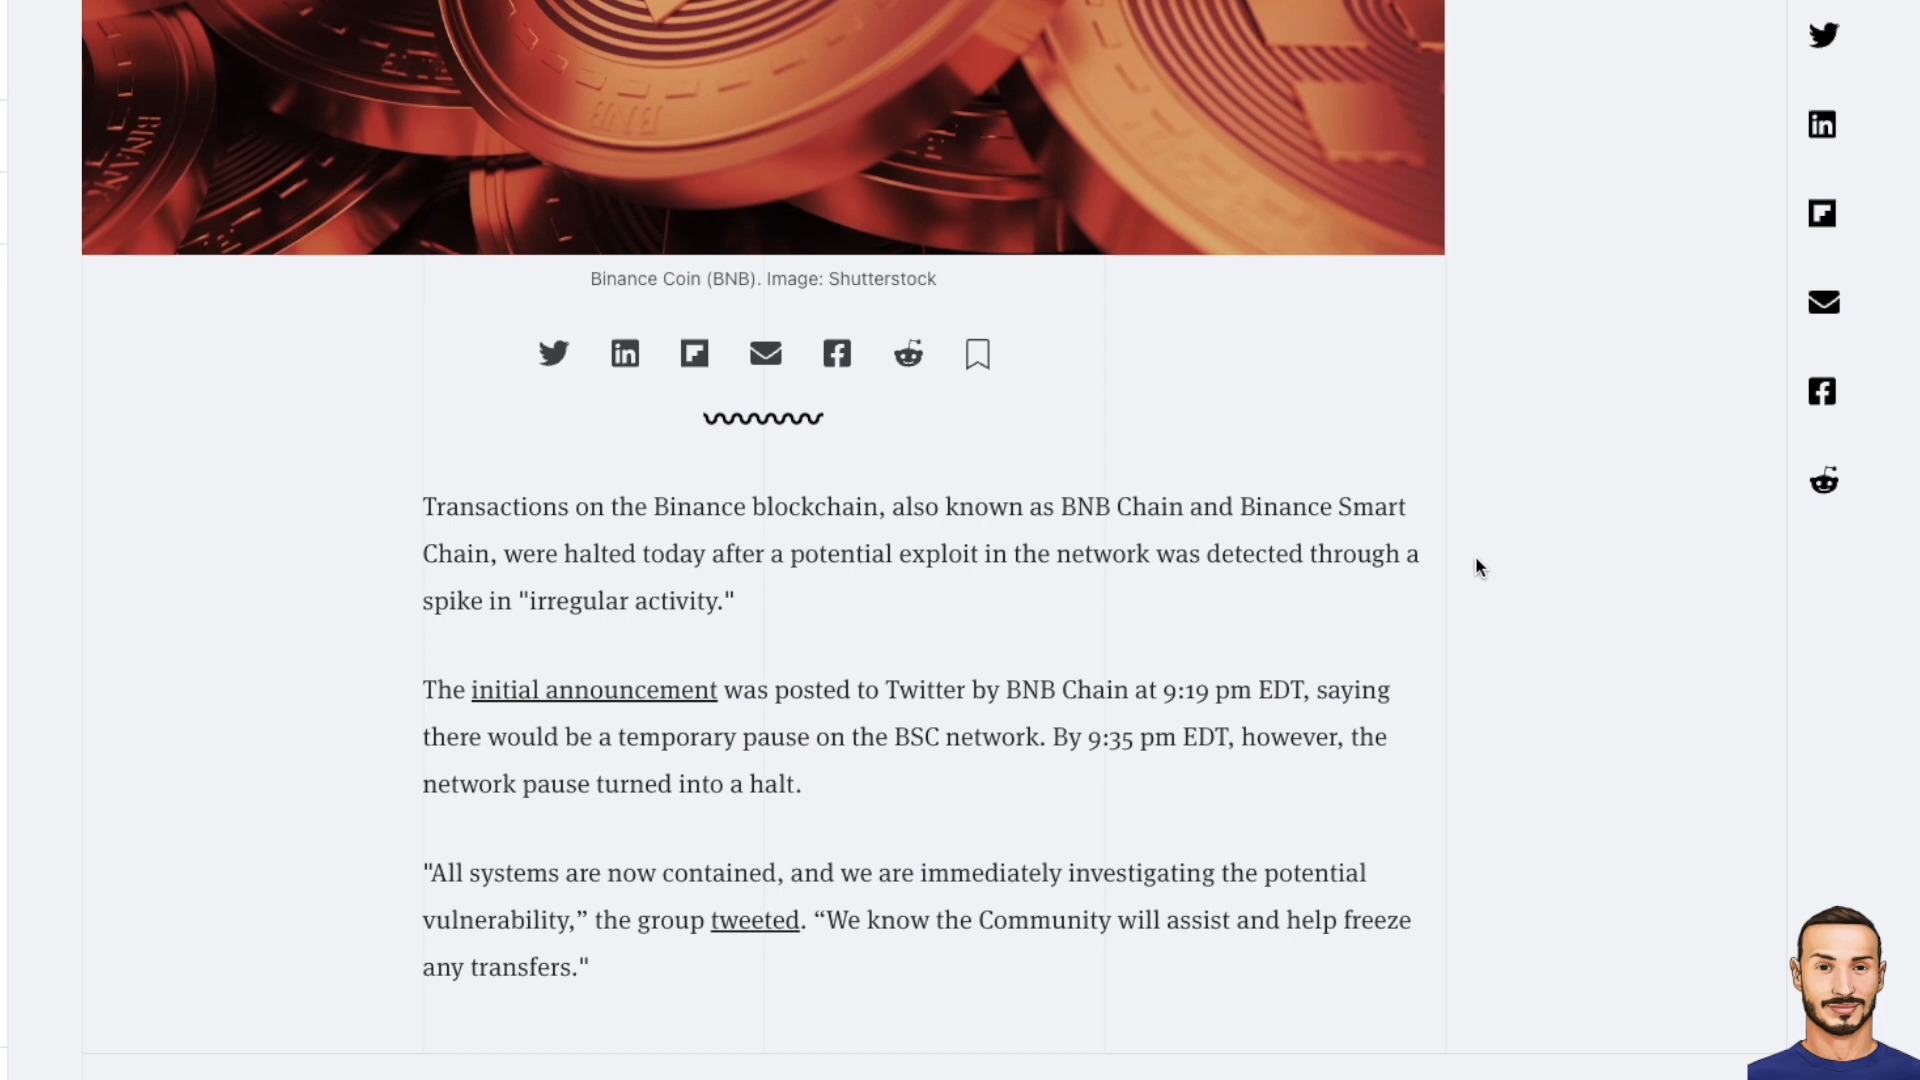 BNB
Binance Coin (BNB). Image: Shutterstock
Transactions on the Binance blockchain, also known as BNB Chain and Binance Smart
Chain, were halted today after a potential exploit in the network was detected through a
spike in "irregular activity."
The initial announcement was posted to Twitter by BNB Chain at 9:19 pm EDT, saying
there would be a temporary pause on the BSC network. By 9:35 pm EDT, however, the
network pause turned into a halt.
"All systems are now contained, and we are immediately investigating the potential
vulnerability,” the group tweeted. “We know the Community will assist and help freeze
any transfers."